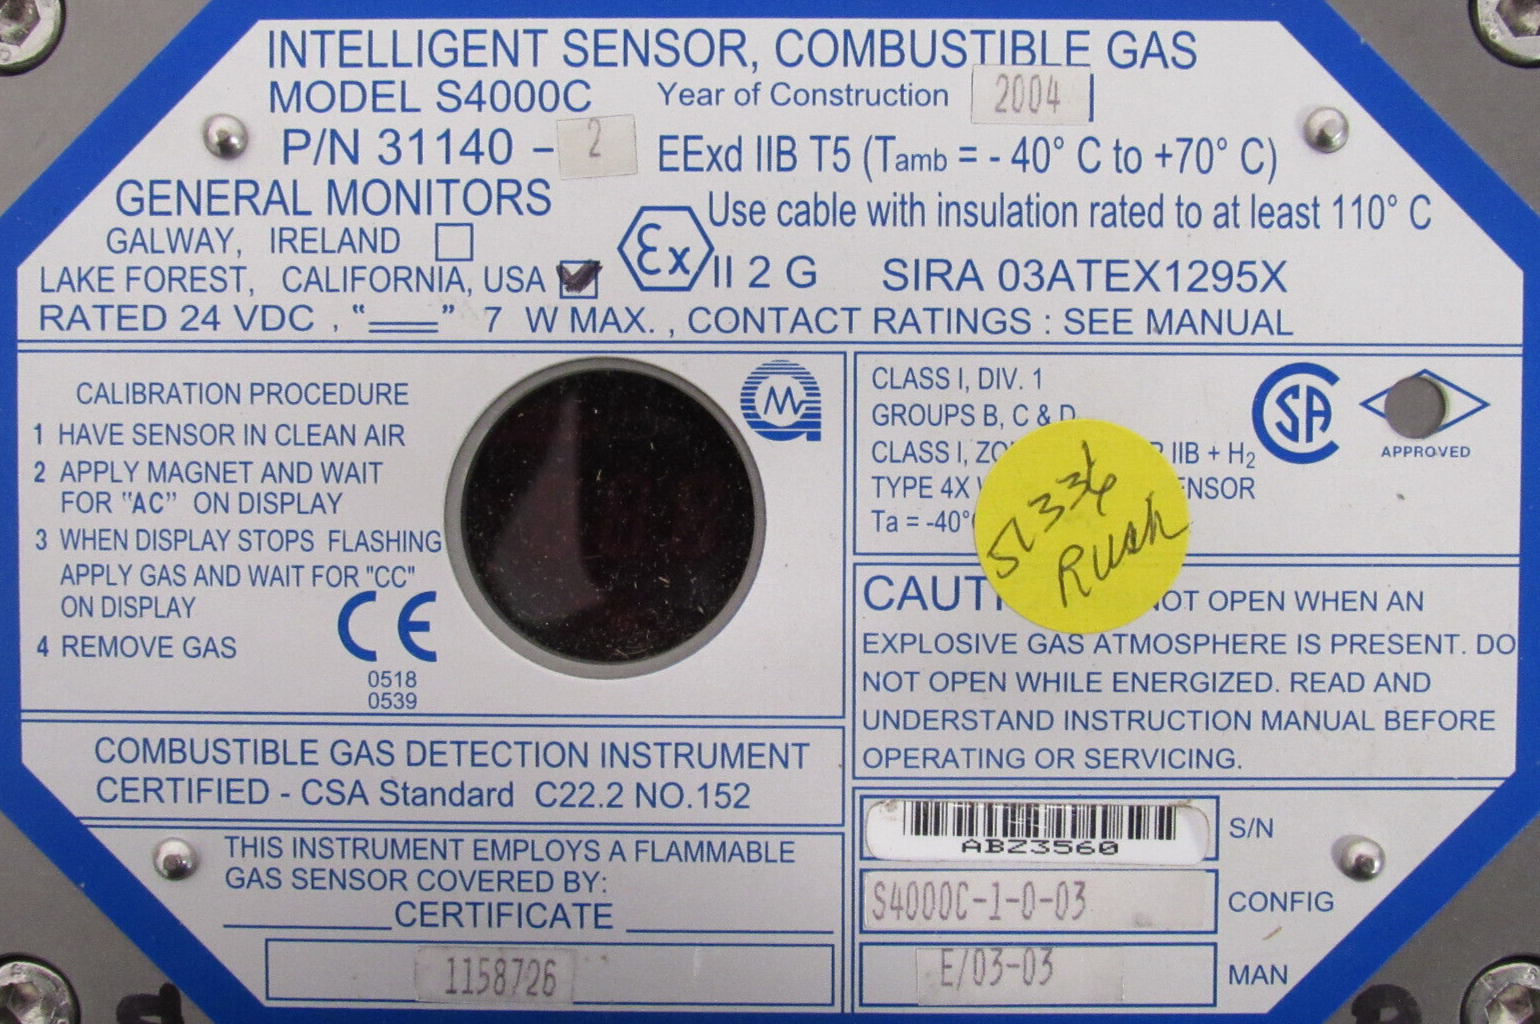 INTELLIGENT SENSOR, COMBUSTIBLE GAS
MODEL S4000C Year of Construction 2004
P/N 31140 - 2 EExd IIB T5 (Tamb = - 40° C to +70° C)
GENERAL MONITORS Use cable with insulation rated to at least 110° C
GALWAY, IRELAND
LAKE FOREST, CALIFORNIA, USA Ex II 2 G SIRA 03ATEX1295X
RATED 24 VDC , "===" 7 W MAX. , CONTACT RATINGS : SEE MANUAL
CALIBRATION PROCEDURE
1 HAVE SENSOR IN CLEAN AIR
2 APPLY MAGNET AND WAIT
FOR "AC" ON DISPLAY
3 WHEN DISPLAY STOPS FLASHING
APPLY GAS AND WAIT FOR "CC"
ON DISPLAY
4 REMOVE GAS
CE
0518
0539
CLASS I, DIV. 1
GROUPS B, C & D
CLASS I, IIB + H2
TYPE 4X
Ta = -40°
CSA
APPROVED
Rush
NOT OPEN WHEN AN
EXPLOSIVE GAS ATMOSPHERE IS PRESENT. DO
NOT OPEN WHILE ENERGIZED. READ AND
UNDERSTAND INSTRUCTION MANUAL BEFORE
OPERATING OR SERVICING.
COMBUSTIBLE GAS DETECTION INSTRUMENT
CERTIFIED - CSA Standard C22.2 NO.152
THIS INSTRUMENT EMPLOYS A FLAMMABLE
GAS SENSOR COVERED BY:
CERTIFICATE
1158726
ABZ3560 S/N
S4000C-1-0-03 CONFIG
E/03-03 MAN